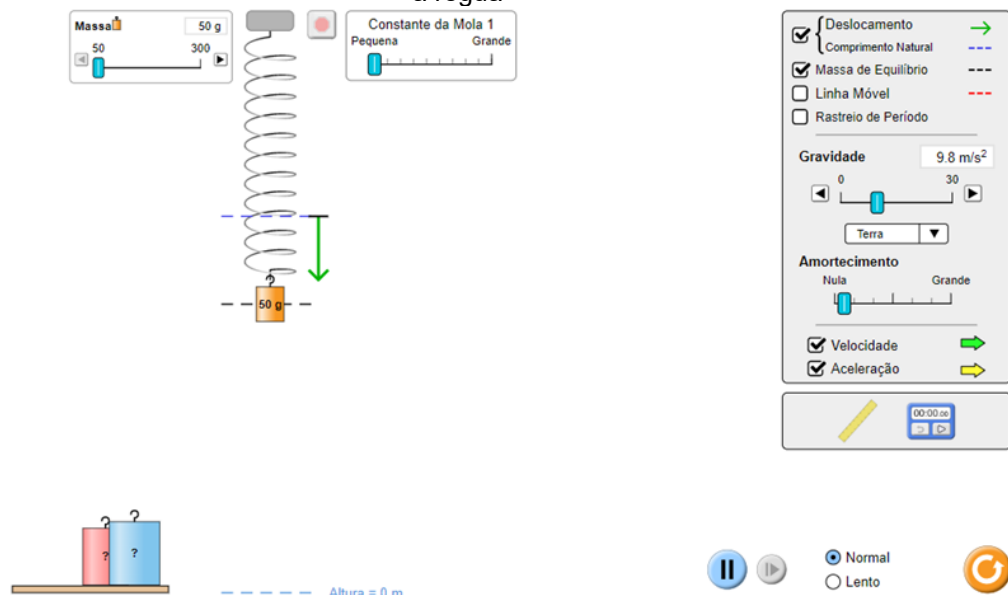 a régua
Massa
50 g
50
300
Constante da Mola 1
Pequena
Grande
50 g
?
?
Altura = 0 m
Deslocamento
Comprimento Natural
Massa de Equilíbrio
Linha Móvel
Rastreio de Período
Gravidade
9.8 m/s²
0
30
Terra
Amortecimento
Nula
Grande
Velocidade
Aceleração
00:00.00
Normal
Lento